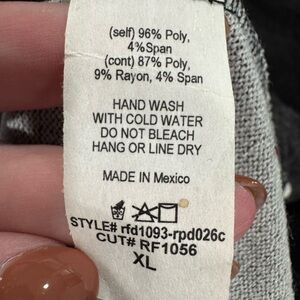 (self) 96% Poly,
4%Span
(cont) 87% Poly,
9% Rayon, 4% Span
HAND WASH
WITH COLD WATER
DO NOT BLEACH
HANG OR LINE DRY
MADE IN Mexico
STYLE# rfd1093-rpd026c
CUT# RF1056
XL